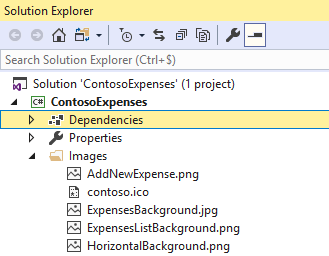 Solution Explorer
Search Solution Explorer (Ctrl+$)
Solution 'ContosoExpenses' (1 project)
C# ContosoExpenses
Dependencies
Properties
Images
AddNewExpense.png
contoso.ico
ExpensesBackground.jpg
ExpensesListBackground.png
HorizontalBackground.png